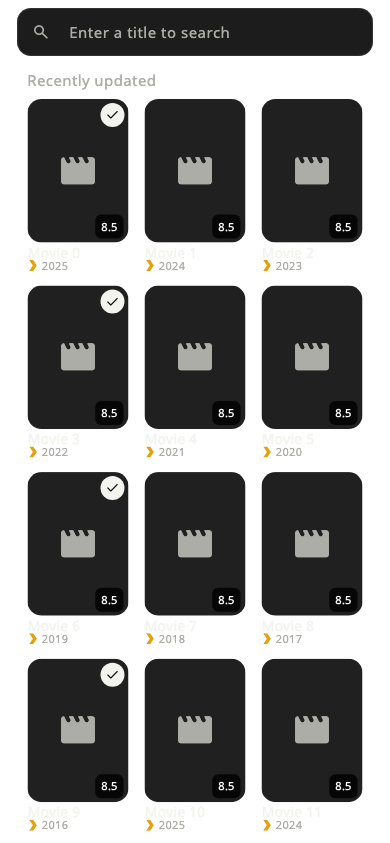 Enter a title to search
Recently updated
8.5 8.5 8.5
Movie 0 Movie 1 Movie 2
2025 2024 2023
8.5 8.5 8.5
Movie 3 Movie 4 Movie 5
2022 2021 2020
8.5 8.5 8.5
Movie 6 Movie 7 Movie 8
2019 2018 2017
8.5 8.5 8.5
Movie 9 Movie 10 Movie 11
2016 2025 2024